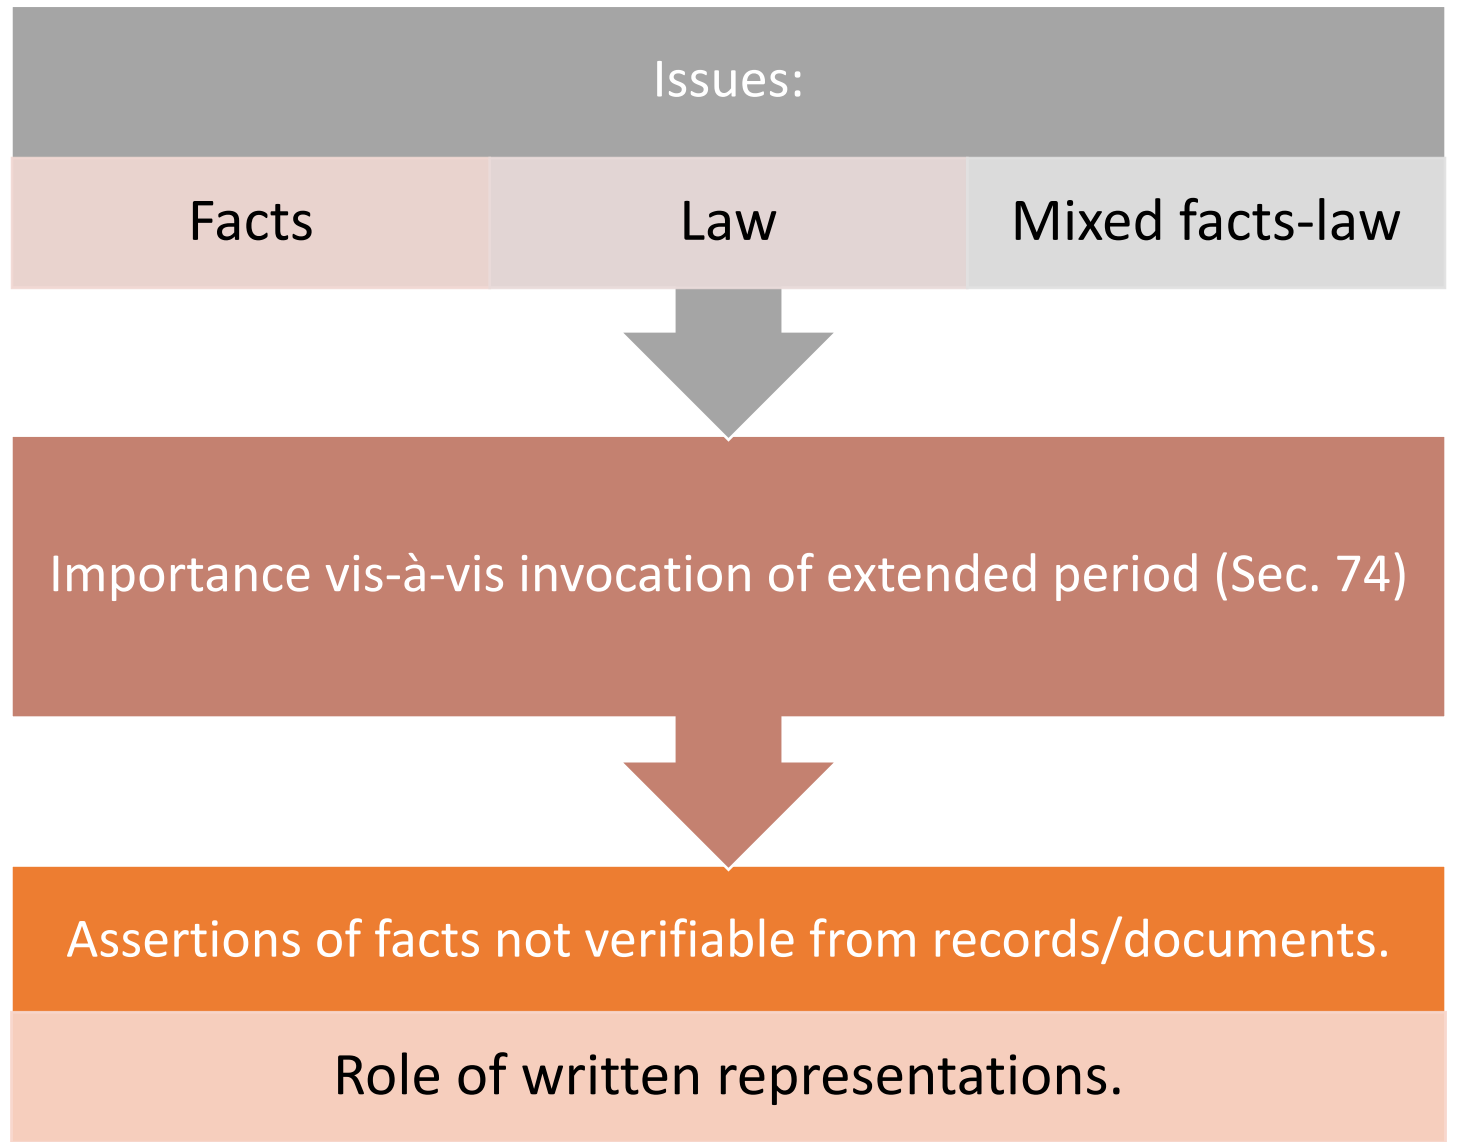 Issues:
Facts
Law
Mixed facts-law
Importance vis-à-vis invocation of extended period (Sec. 74)
Assertions of facts not verifiable from records/documents.
Role of written representations.